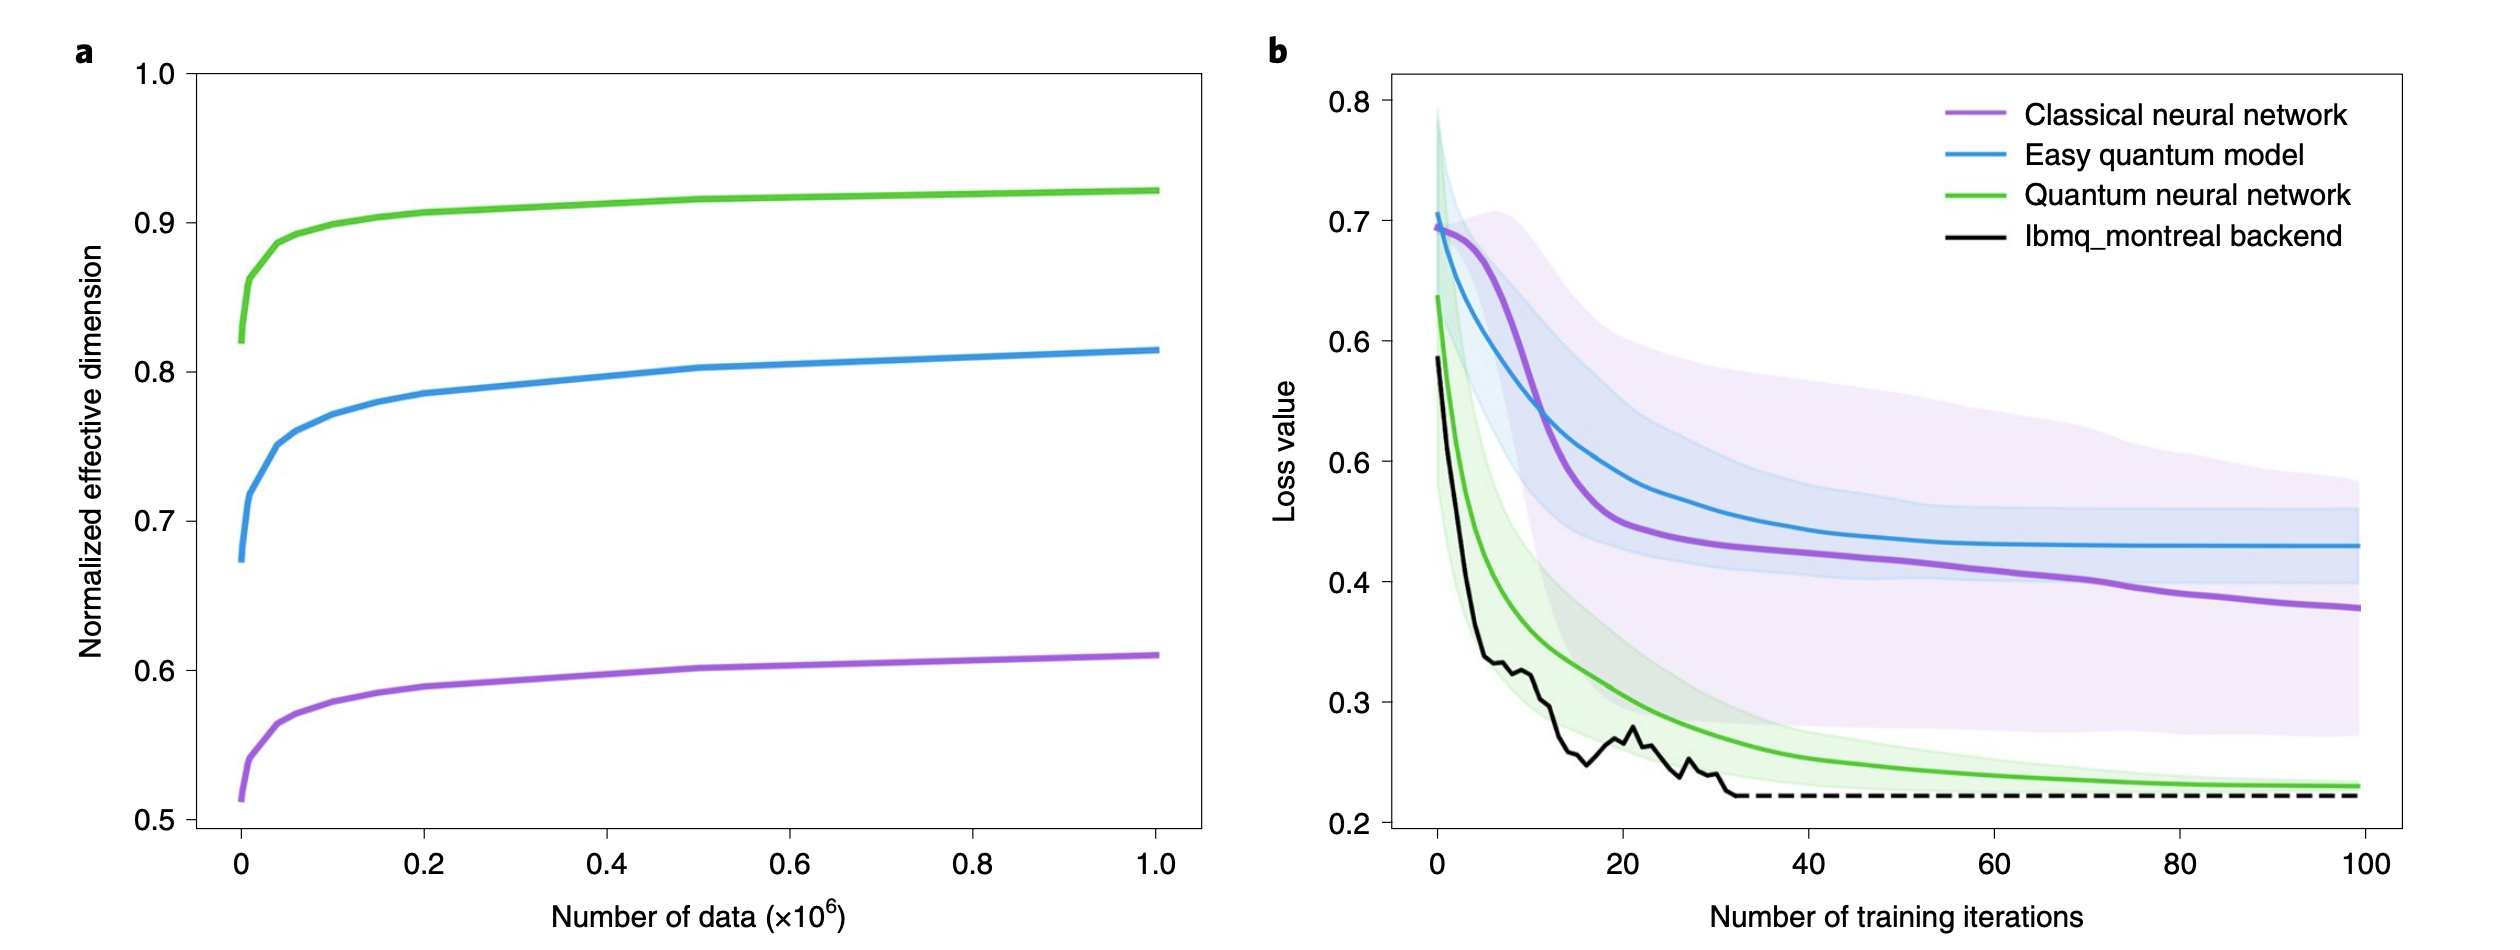 a
1.0
0.9
0.8
0.7
0.6
0.5
Normalized effective dimension
0 0.2 0.4 0.6 0.8 1.0
Number of data (×10⁶)
b
0.8
0.7
0.6
0.6
0.4
0.3
0.2
Loss value
Classical neural network
Easy quantum model
Quantum neural network
Ibmq_montreal backend
0 20 40 60 80 100
Number of training iterations